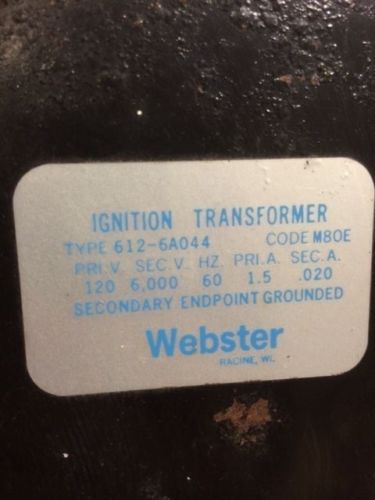 IGNITION TRANSFORMER
TYPE 612-6A044 CODE M80E
PRI.V. SEC.V. HZ. PRI.A. SEC.A.
120 6,000 60 1.5 .020
SECONDARY ENDPOINT GROUNDED
Webster
RACINE, WI.